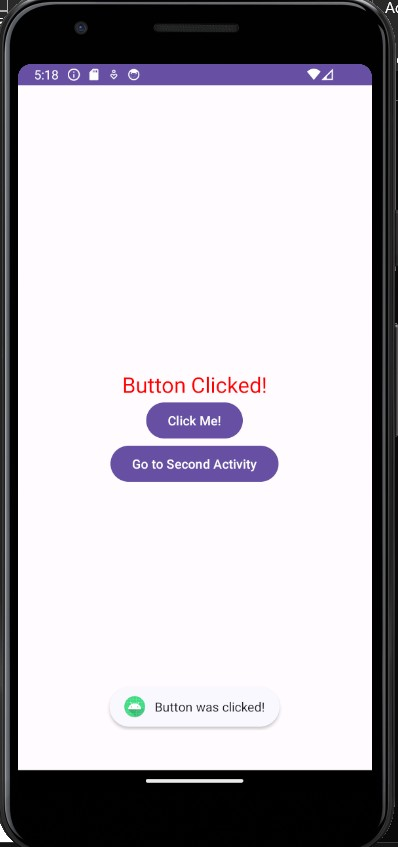 5:18
Button Clicked!
Click Me!
Go to Second Activity
Button was clicked!